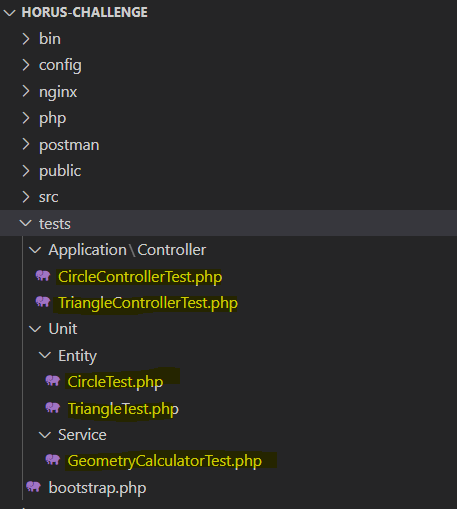 HORUS-CHALLENGE
bin
config
nginx
php
postman
public
src
tests
Application\Controller
CircleControllerTest.php
TriangleControllerTest.php
Unit
Entity
CircleTest.php
TriangleTest.php
Service
GeometryCalculatorTest.php
bootstrap.php